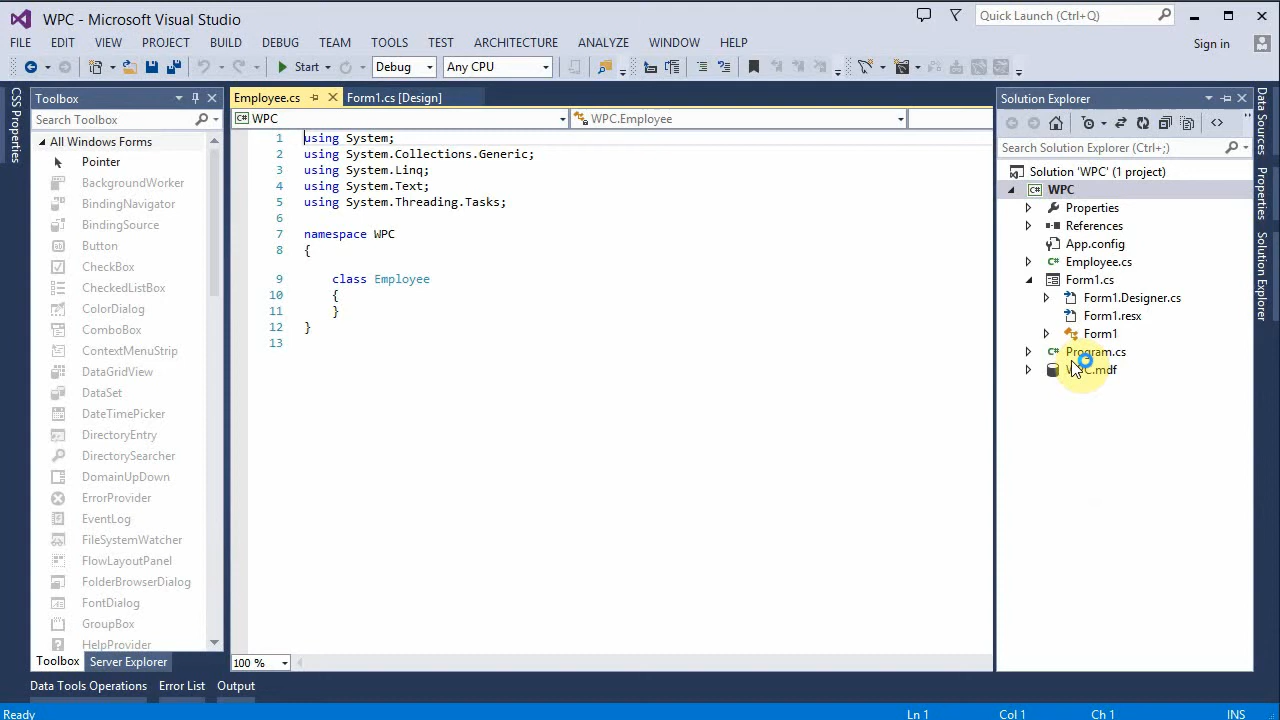 WPC - Microsoft Visual Studio
Quick Launch (Ctrl+Q)
FILE EDIT VIEW PROJECT BUILD DEBUG TEAM TOOLS TEST ARCHITECTURE ANALYZE WINDOW HELP
Sign in
Start Debug Any CPU
CSS Properties
Toolbox
Search Toolbox
All Windows Forms
Pointer
BackgroundWorker
BindingNavigator
BindingSource
Button
CheckBox
CheckedListBox
ColorDialog
ComboBox
ContextMenuStrip
DataGridView
DataSet
DateTimePicker
DirectoryEntry
DirectorySearcher
DomainUpDown
ErrorProvider
EventLog
FileSystemWatcher
FlowLayoutPanel
FolderBrowserDialog
FontDialog
GroupBox
HelpProvider
Toolbox Server Explorer
Employee.cs Form1.cs [Design]
C# WPC WPC.Employee
1 using System;
2 using System.Collections.Generic;
3 using System.Linq;
4 using System.Text;
5 using System.Threading.Tasks;
6
7 namespace WPC
8 {
9 class Employee
10 {
11 }
12 }
13
100 %
Solution Explorer
Search Solution Explorer (Ctrl+;)
Solution 'WPC' (1 project)
C# WPC
Properties
References
App.config
C# Employee.cs
Form1.cs
Form1.Designer.cs
Form1.resx
Form1
C# Program.cs
.mdf
Data Sources
Properties
Solution Explorer
Data Tools Operations Error List Output
Ready Ln 1 Col 1 Ch 1 INS